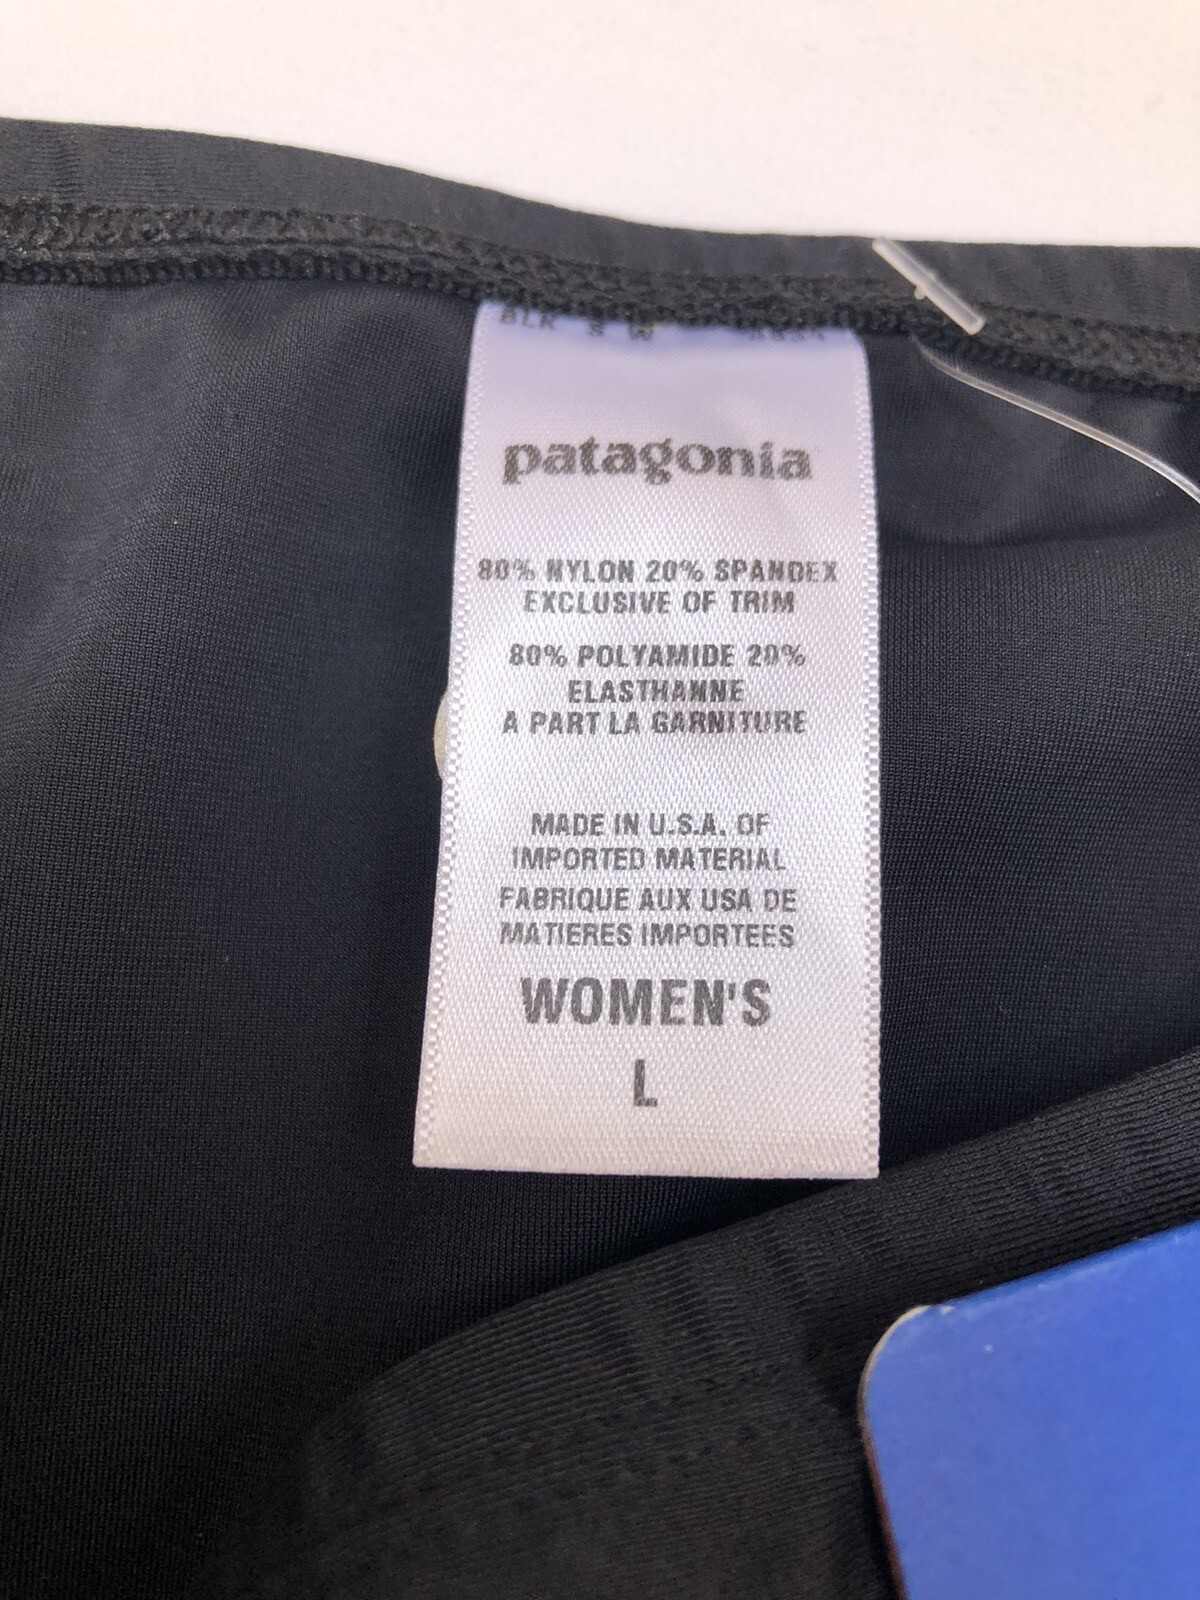 BLK
patagonia
80% NYLON 20% SPANDEX
EXCLUSIVE OF TRIM
80% POLYAMIDE 20%
ELASTHANNE
A PART LA GARNITURE
MADE IN U.S.A. OF
IMPORTED MATERIAL
FABRIQUE AUX USA DE
MATIERES IMPORTEES
WOMEN'S
L